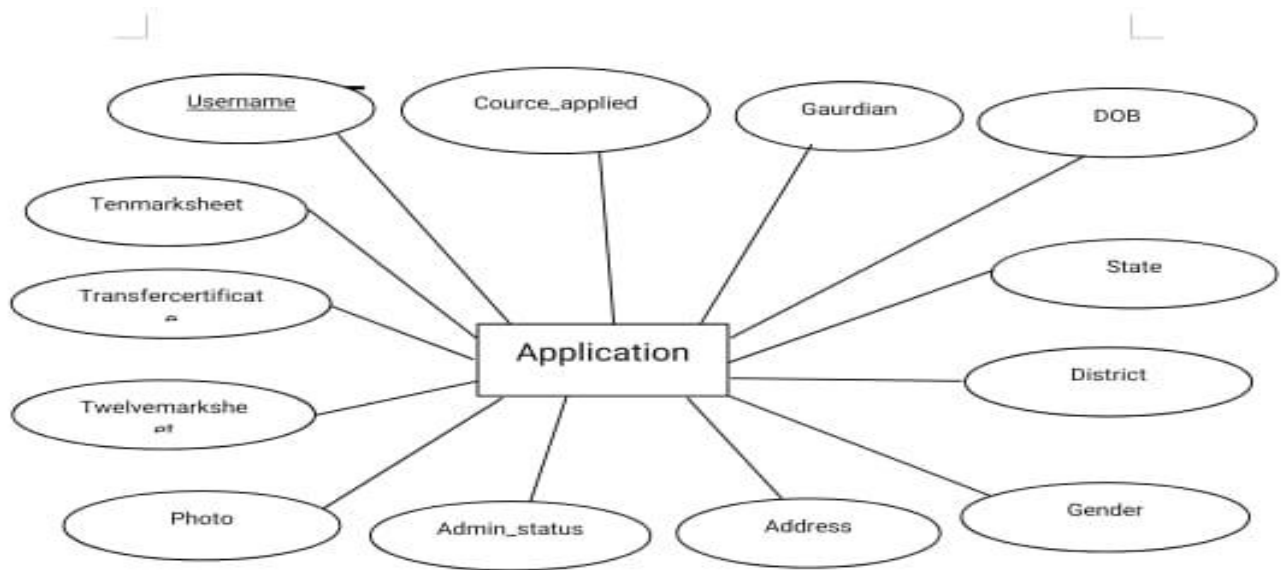 Username
Cource_applied
Gaurdian
DOB
Tenmarksheet
State
Transfercertificat
e
Application
District
Twelvemarkshe
et
Photo
Admin_status
Address
Gender